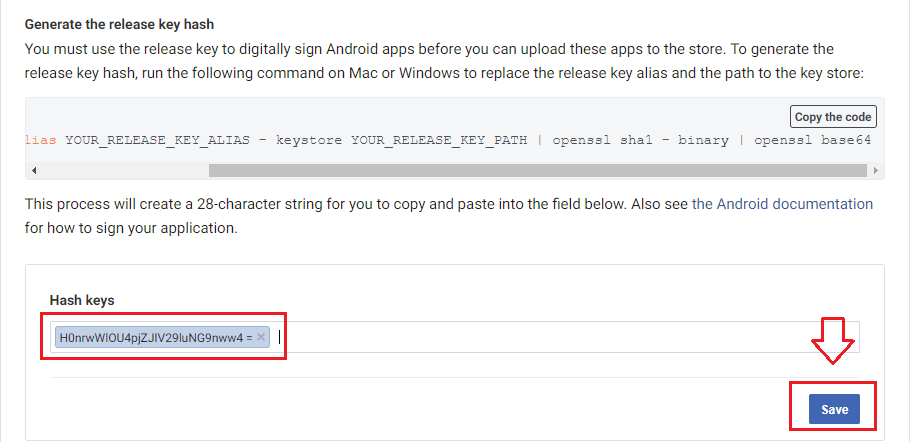 Generate the release key hash
You must use the release key to digitally sign Android apps before you can upload these apps to the store. To generate the
release key hash, run the following command on Mac or Windows to replace the release key alias and the path to the key store:
Copy the code
lias YOUR_RELEASE_KEY_ALIAS - keystore YOUR_RELEASE_KEY_PATH | openssl sha1 - binary | openssl base64
This process will create a 28-character string for you to copy and paste into the field below. Also see the Android documentation
for how to sign your application.
Hash keys
H0nrwWIOU4pjZJIV29luNG9nww4 = ×
Save